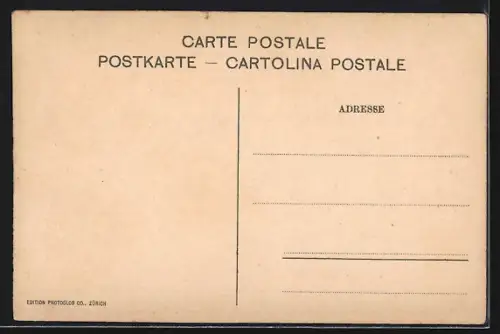 CARTE POSTALE
POSTKARTE — CARTOLINA POSTALE
ADRESSE
EDITION PHOTOGLOB CO., ZÜRICH